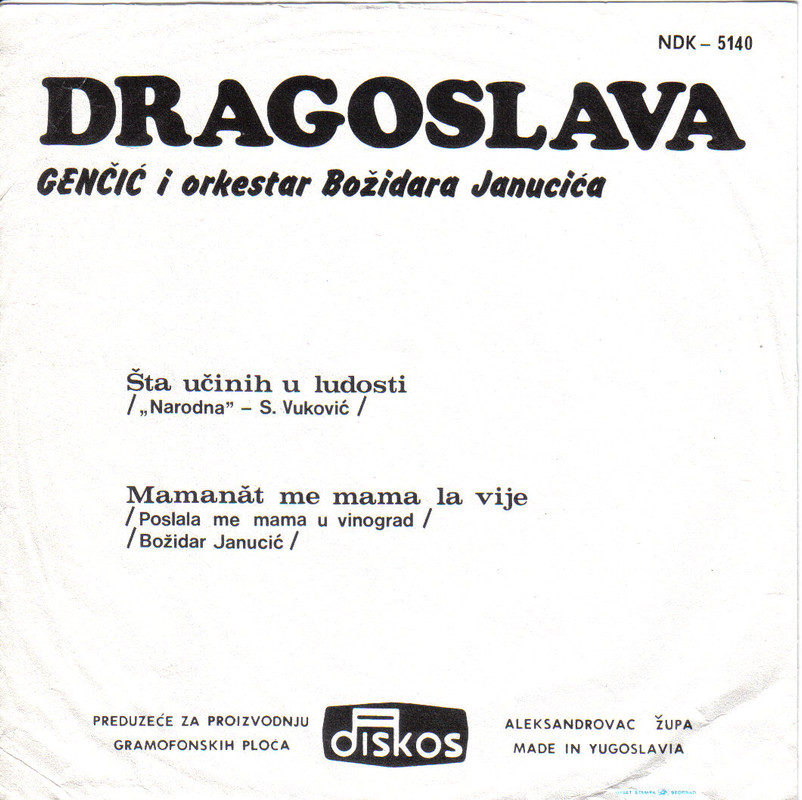 NDK – 5140
DRAGOSLAVA
GENČIĆ i orkestar Božidara Janucića
Šta učinih u ludosti
/ „Narodna” – S. Vuković /
Mamanăt me mama la vije
/ Poslala me mama u vinograd /
/ Božidar Janucić /
PREDUZEĆE ZA PROIZVODNJU
GRAMOFONSKIH PLOCA
diskos
ALEKSANDROVAC ŽUPA
MADE IN YUGOSLAVIA